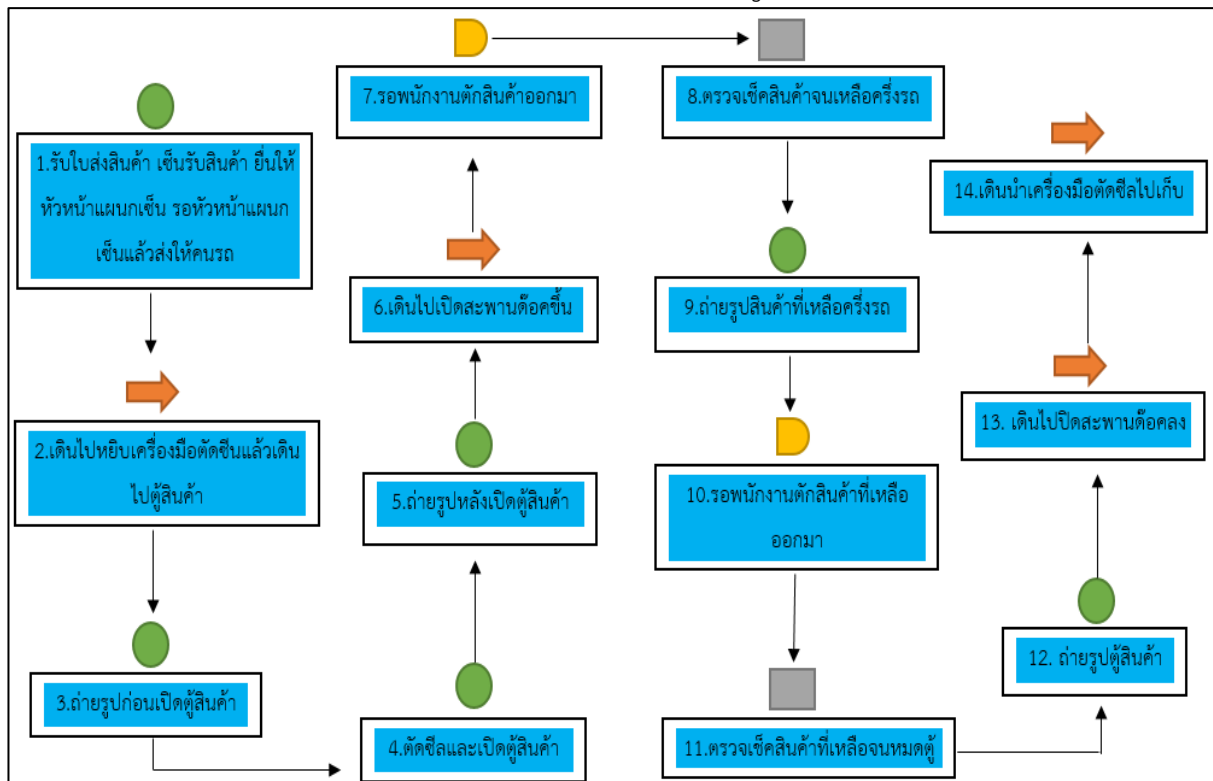 1.รับใบส่งสินค้า เซ็นรับสินค้า ยื่นให้
หัวหน้าแผนกเซ็น รอหัวหน้าแผนก
เซ็นแล้วส่งให้คนรถ
2.เดินไปหยิบเครื่องมือตัดซีนแล้วเดิน
ไปตู้สินค้า
3.ถ่ายรูปก่อนเปิดตู้สินค้า
4.ตัดซีลและเปิดตู้สินค้า
5.ถ่ายรูปหลังเปิดตู้สินค้า
6.เดินไปเปิดสะพานด๊อคขึ้น
7.รอพนักงานตักสินค้าออกมา
8.ตรวจเช็คสินค้าจนเหลือครึ่งรถ
9.ถ่ายรูปสินค้าที่เหลือครึ่งรถ
10.รอพนักงานตักสินค้าที่เหลือ
ออกมา
11.ตรวจเช็คสินค้าที่เหลือจนหมดตู้
12. ถ่ายรูปตู้สินค้า
13. เดินไปปิดสะพานด๊อคลง
14.เดินนำเครื่องมือตัดซีลไปเก็บ